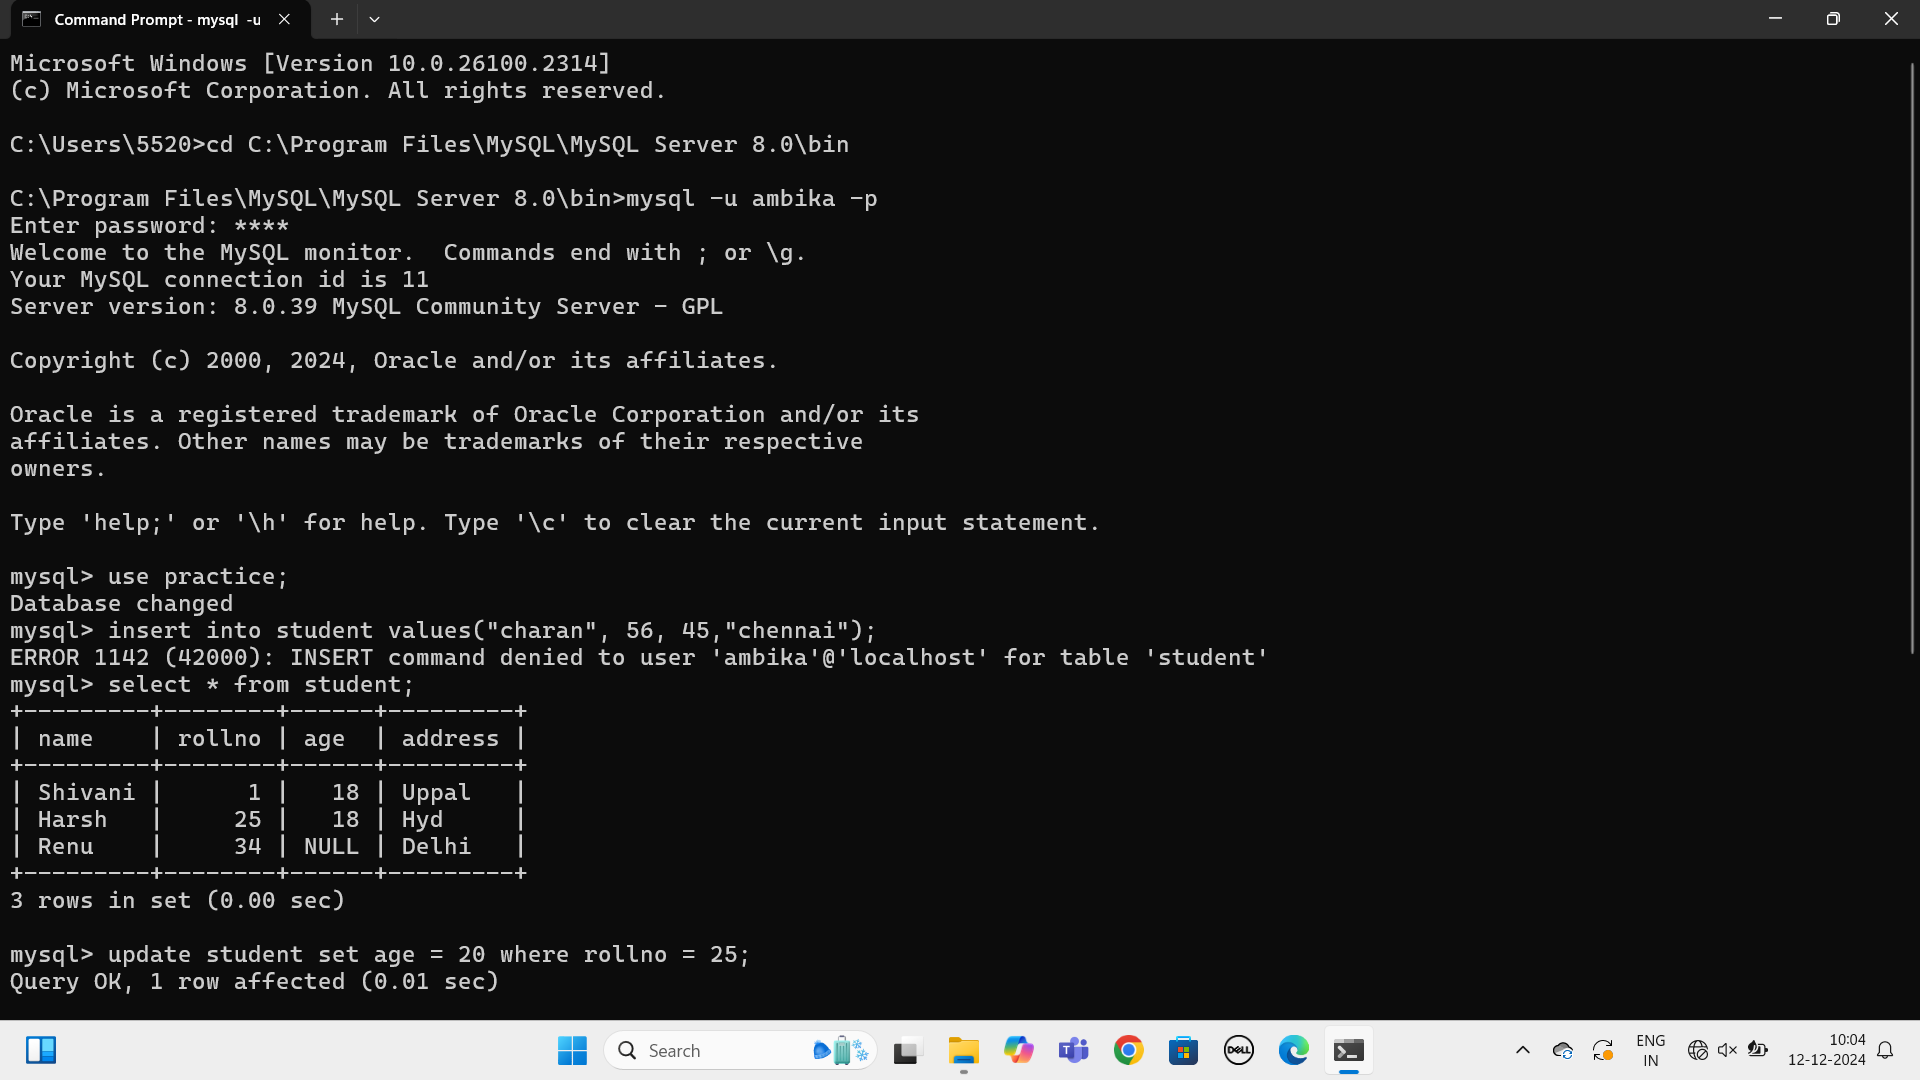 Command Prompt - mysql -u
Microsoft Windows [Version 10.0.26100.2314]
(c) Microsoft Corporation. All rights reserved.
C:\Users\5520>cd C:\Program Files\MySQL\MySQL Server 8.0\bin
C:\Program Files\MySQL\MySQL Server 8.0\bin>mysql -u ambika -p
Enter password: ****
Welcome to the MySQL monitor.  Commands end with ; or \g.
Your MySQL connection id is 11
Server version: 8.0.39 MySQL Community Server - GPL
Copyright (c) 2000, 2024, Oracle and/or its affiliates.
Oracle is a registered trademark of Oracle Corporation and/or its
affiliates. Other names may be trademarks of their respective
owners.
Type 'help;' or '\h' for help. Type '\c' to clear the current input statement.
mysql> use practice;
Database changed
mysql> insert into student values("charan", 56, 45,"chennai");
ERROR 1142 (42000): INSERT command denied to user 'ambika'@'localhost' for table 'student'
mysql> select * from student;
+---------+--------+------+---------+
| name    | rollno | age  | address |
+---------+--------+------+---------+
| Shivani |      1 |   18 | Uppal   |
| Harsh   |     25 |   18 | Hyd     |
| Renu    |     34 | NULL | Delhi   |
+---------+--------+------+---------+
3 rows in set (0.00 sec)
mysql> update student set age = 20 where rollno = 25;
Query OK, 1 row affected (0.01 sec)
Search
DELL
ENG
IN
10:04
12-12-2024